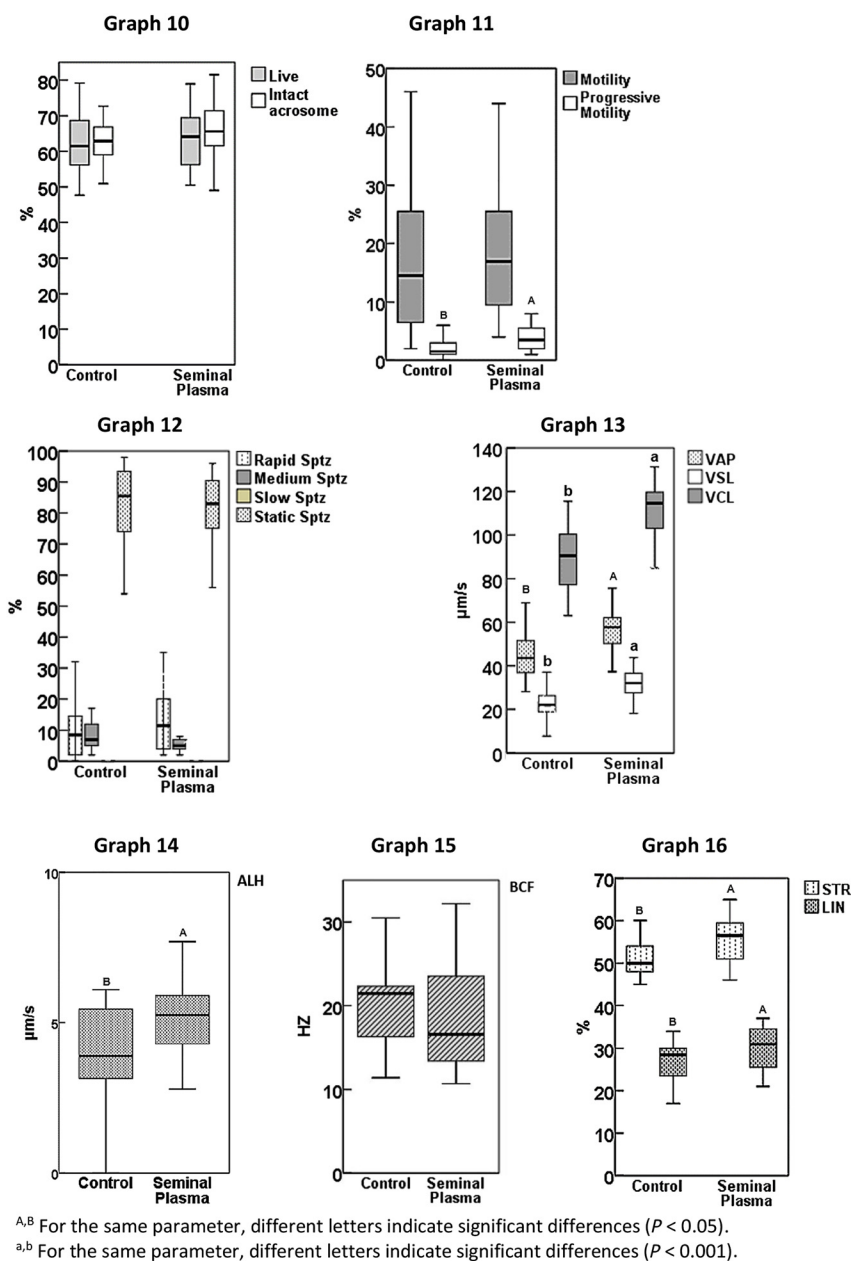 Graph 10
80
70
60
50
40
30
20
10
0
%
Control
Seminal
Plasma
Live
Intact
acrosome
Graph 11
50
40
30
20
10
0
%
B
A
Control
Seminal
Plasma
Motility
Progressive
Motility
Graph 12
100
90
80
70
60
50
40
30
20
10
0
%
Control
Seminal
Plasma
Rapid Sptz
Medium Sptz
Slow Sptz
Static Sptz
Graph 13
140
120
100
80
60
40
20
0
µm/s
B
b
b
A
a
a
Control
Seminal
Plasma
VAP
VSL
VCL
Graph 14
10
5
0
µm/s
B
A
Control
Seminal
Plasma
ALH
Graph 15
30
20
10
0
HZ
Control
Seminal
Plasma
BCF
Graph 16
70
60
50
40
30
20
10
0
%
B
B
A
A
Control
Seminal
Plasma
STR
LIN
A,B For the same parameter, different letters indicate significant differences (P < 0.05).
a,b For the same parameter, different letters indicate significant differences (P < 0.001).